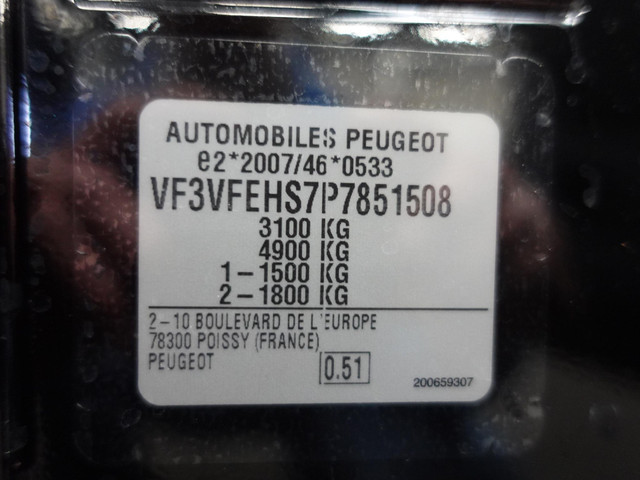 AUTOMOBILES PEUGEOT
e2*2007/46*0533
VF3VFEHS7P7851508
3100 KG
4900 KG
1-1500 KG
2-1800 KG
2-10 BOULEVARD DE L'EUROPE
78300 POISSY (FRANCE)
PEUGEOT 0.51
200659307